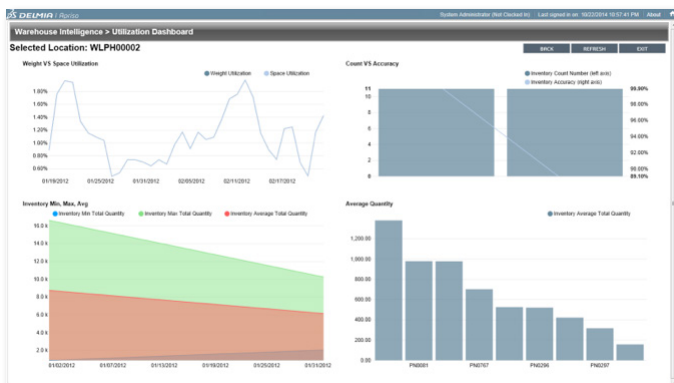 DELMIA | Apriso
System Administrator (Not Clocked In) | Last signed in on 10/22/2014 10:57:41 PM | About
Warehouse Intelligence > Utilization Dashboard
Selected Location: WLPH00002
BACK REFRESH EXIT
Weight VS Space Utilization
Weight Utilization Space Utilization
1.80%
1.60%
1.40%
1.20%
1.00%
0.80%
0.60%
01/19/2012 01/25/2012 01/31/2012 02/05/2012 02/11/2012 02/17/2012
Count VS Accuracy
Inventory Count Number (left axis)
Inventory Accuracy (right axis)
11
10
8
6
4
2
0
99.90%
98.00%
96.00%
94.00%
92.00%
90.00%
89.10%
Inventory Min, Max, Avg
Inventory Min Total Quantity Inventory Max Total Quantity Inventory Average Total Quantity
16.0 k
14.0 k
12.0 k
10.0 k
8.0 k
6.0 k
4.0 k
2.0 k
01/02/2012 01/07/2012 01/13/2012 01/19/2012 01/25/2012 01/31/2012
Average Quantity
Inventory Average Total Quantity
1,200.00
1,000.00
800.00
600.00
400.00
200.00
0.00
PN0081 PN0767 PN0296 PN0297